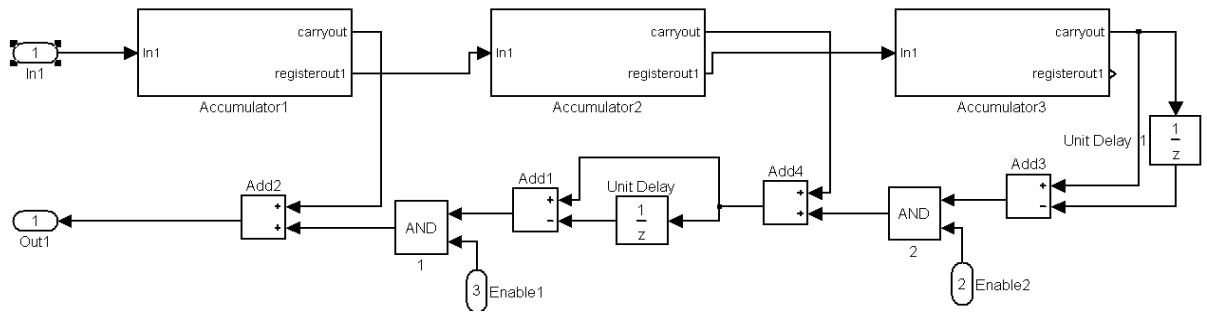 1
In1
In1
carryout
registerout1
Accumulator1
In1
carryout
registerout1
Accumulator2
In1
carryout
registerout1
Accumulator3
Unit Delay 1
1
z
Add3
+
−
Add4
+
+
Unit Delay
1
z
Add1
+
−
Add2
+
+
AND
1
AND
2
1
Out1
3
Enable1
2
Enable2